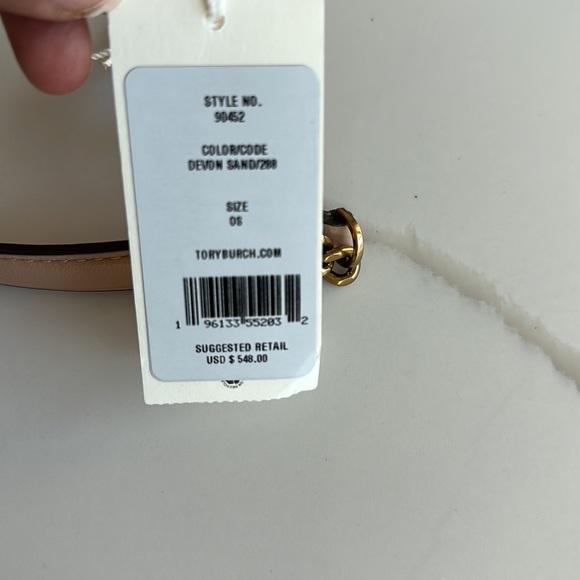 STYLE NO.
90452
COLOR/CODE
DEVON SAND/288
SIZE
OS
TORYBURCH.COM
1 96133 55203 2
SUGGESTED RETAIL
USD $ 548.00